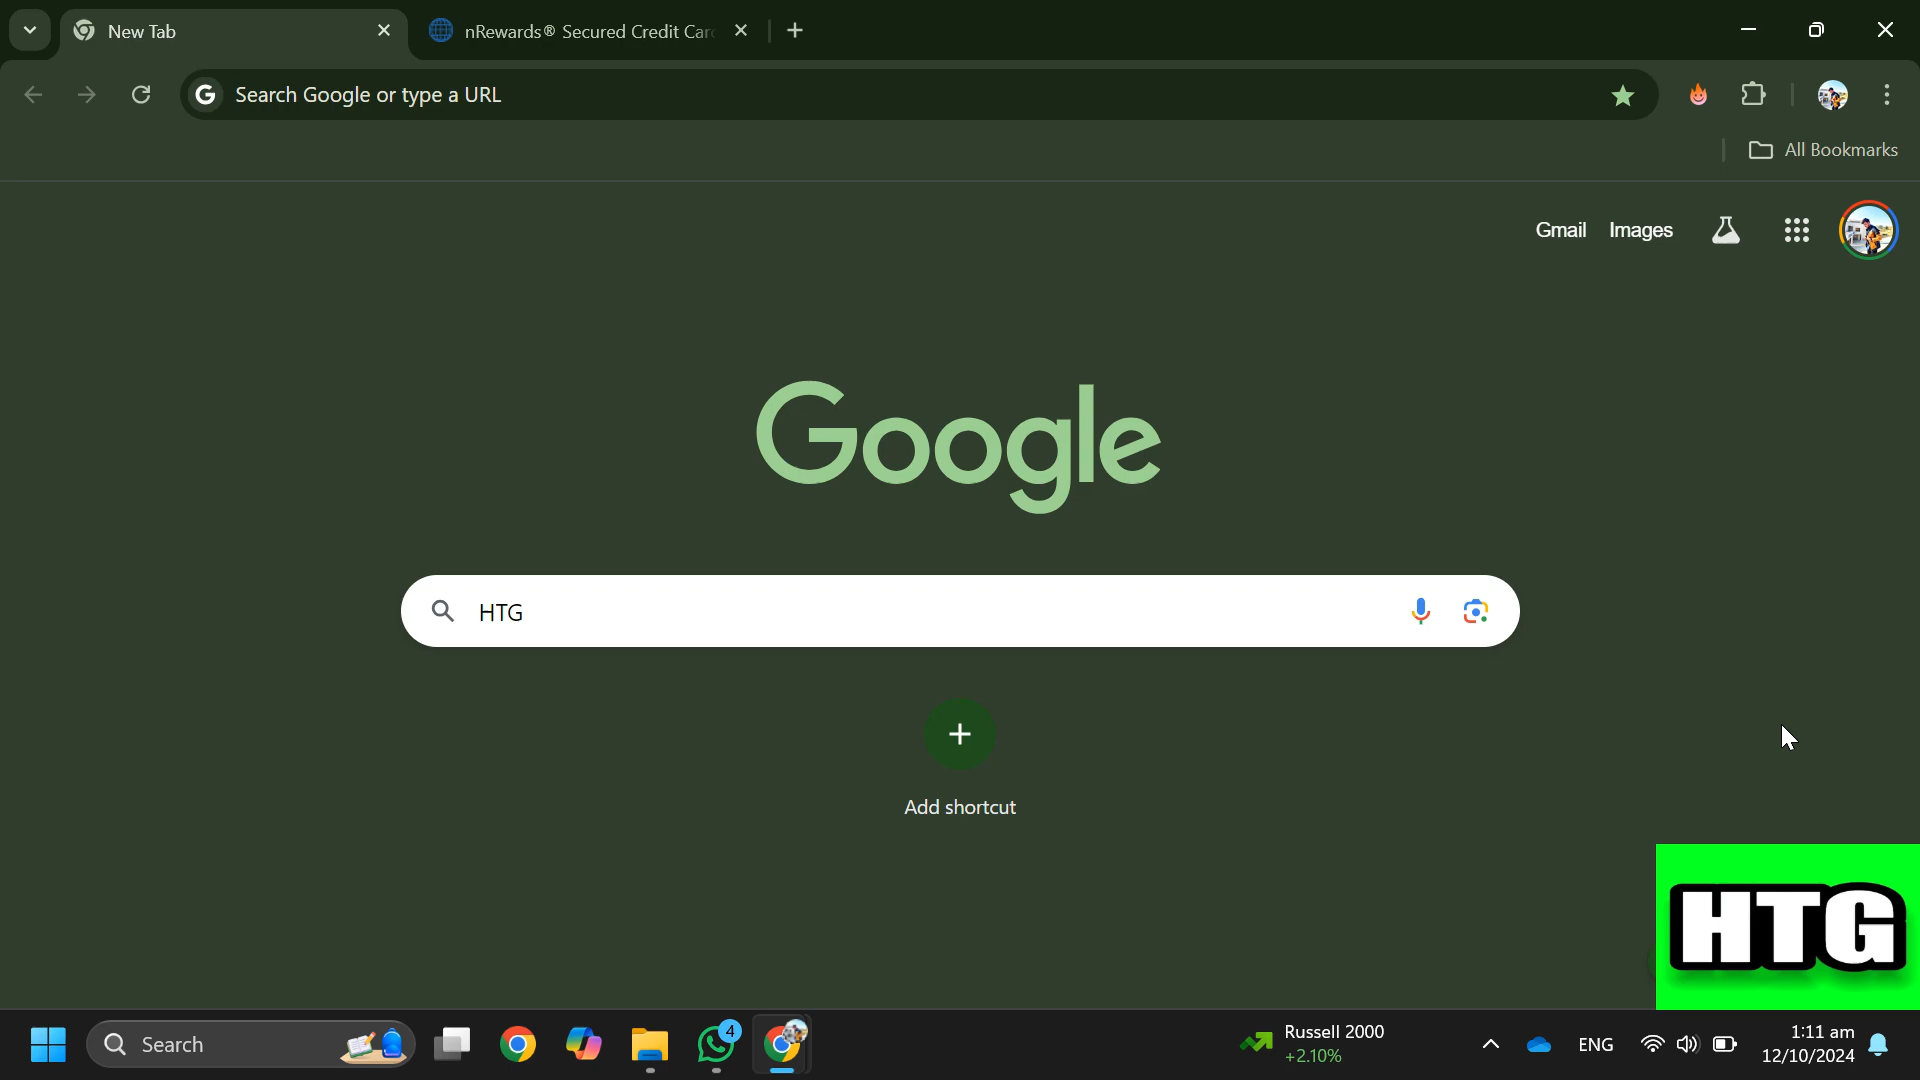 New Tab
nRewards® Secured Credit Car
Search Google or type a URL
All Bookmarks
Gmail Images
Google
HTG
Add shortcut
HTG
Search
4
Russell 2000
+2.10%
ENG
1:11 am
12/10/2024